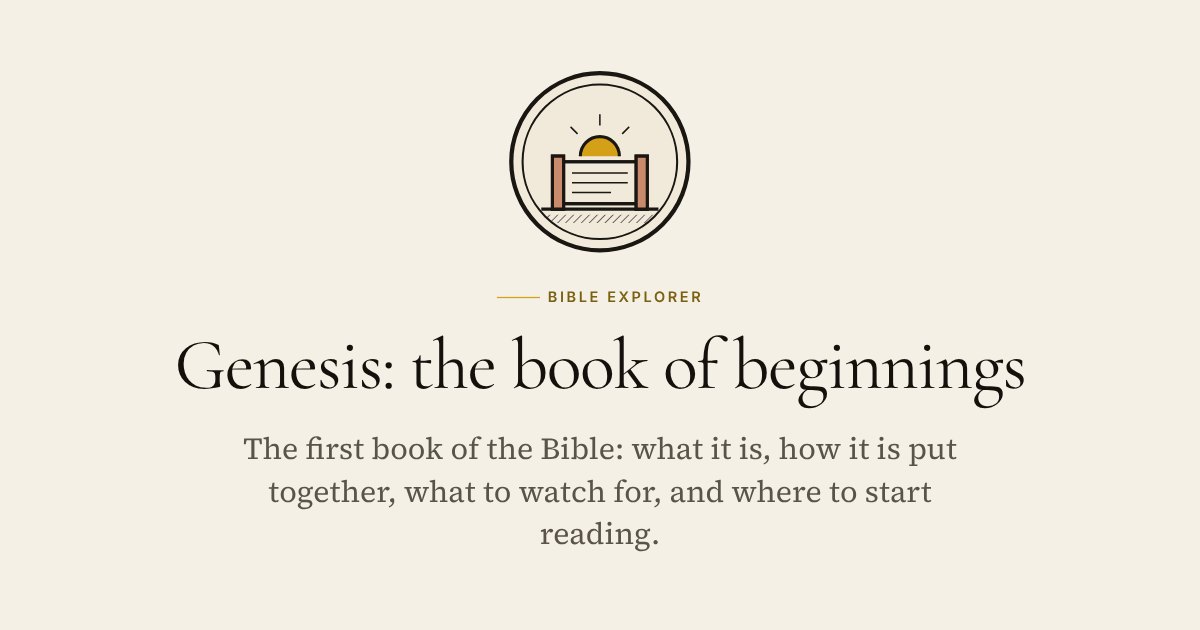 BIBLE EXPLORER
Genesis: the book of beginnings
The first book of the Bible: what it is, how it is put
together, what to watch for, and where to start
reading.